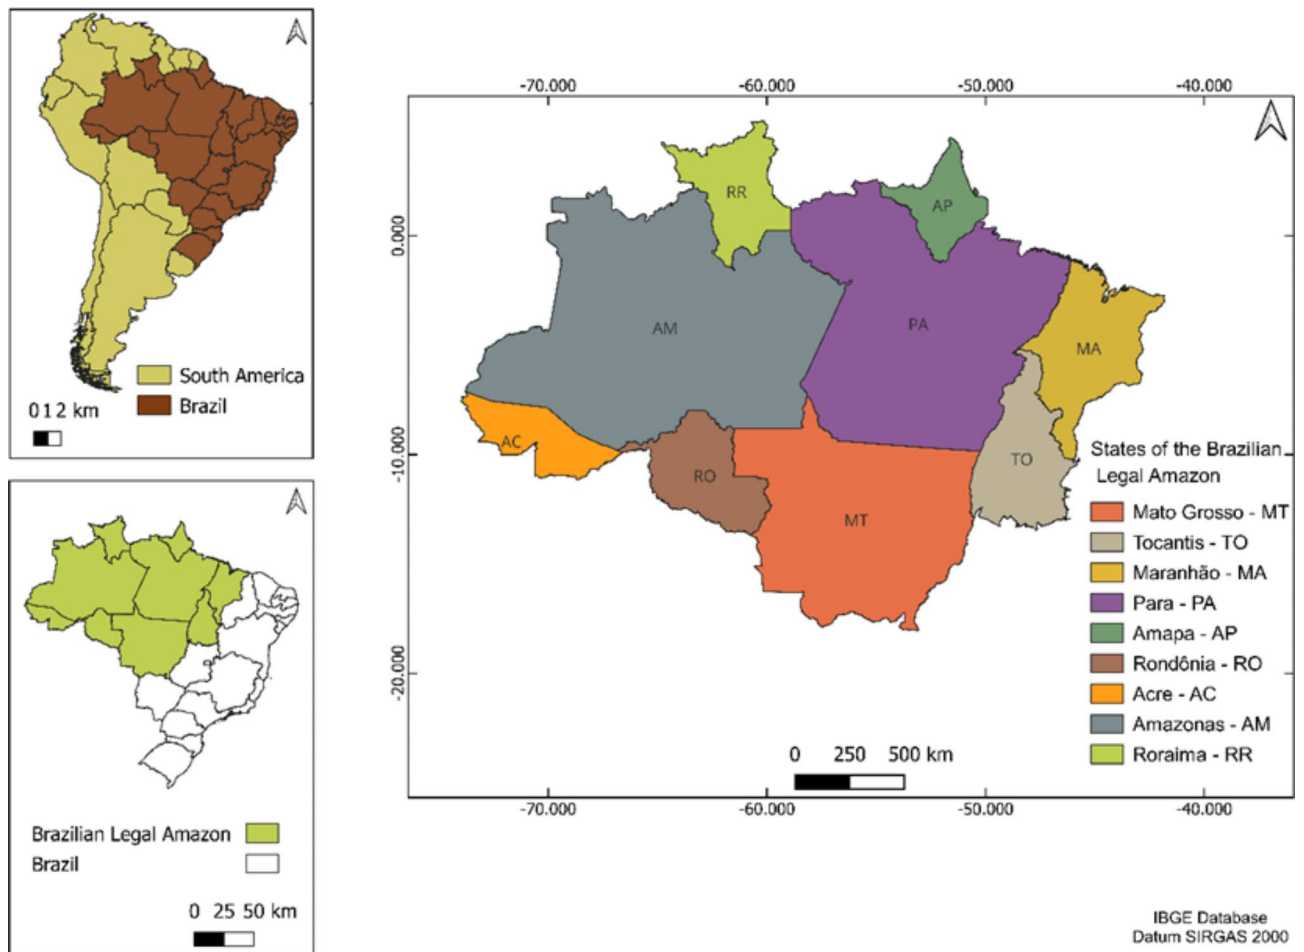 South America
Brazil
0 1 2 km
Brazilian Legal Amazon
Brazil
0 25 50 km
-70.000 -60.000 -50.000 -40.000
0.000
-10.000
-20.000
RR
AP
AM
PA
MA
AC
RO
TO
MT
States of the Brazilian
Legal Amazon
Mato Grosso - MT
Tocantis - TO
Maranhão - MA
Para - PA
Amapa - AP
Rondônia - RO
Acre - AC
Amazonas - AM
Roraima - RR
0 250 500 km
-70.000 -60.000 -50.000 -40.000
IBGE Database
Datum SIRGAS 2000